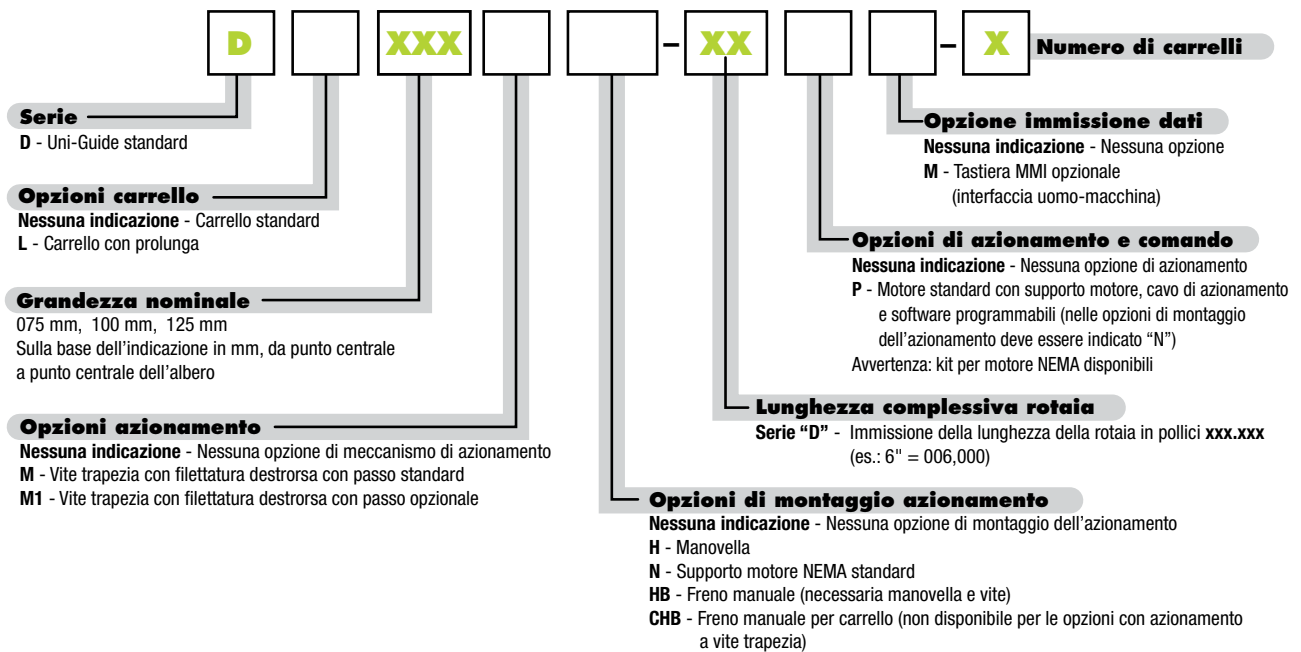 D XXX – XX – X Numero di carrelli
Serie
D - Uni-Guide standard
Opzioni carrello
Nessuna indicazione - Carrello standard
L - Carrello con prolunga
Grandezza nominale
075 mm, 100 mm, 125 mm
Sulla base dell’indicazione in mm, da punto centrale
a punto centrale dell’albero
Opzioni azionamento
Nessuna indicazione - Nessuna opzione di meccanismo di azionamento
M - Vite trapezia con filettatura destrorsa con passo standard
M1 - Vite trapezia con filettatura destrorsa con passo opzionale
Opzione immissione dati
Nessuna indicazione - Nessuna opzione
M - Tastiera MMI opzionale
(interfaccia uomo-macchina)
Opzioni di azionamento e comando
Nessuna indicazione - Nessuna opzione di azionamento
P - Motore standard con supporto motore, cavo di azionamento
e software programmabili (nelle opzioni di montaggio
dell’azionamento deve essere indicato “N”)
Avvertenza: kit per motore NEMA disponibili
Lunghezza complessiva rotaia
Serie “D” - Immissione della lunghezza della rotaia in pollici xxx.xxx
(es.: 6" = 006,000)
Opzioni di montaggio azionamento
Nessuna indicazione - Nessuna opzione di montaggio dell’azionamento
H - Manovella
N - Supporto motore NEMA standard
HB - Freno manuale (necessaria manovella e vite)
CHB - Freno manuale per carrello (non disponibile per le opzioni con azionamento
a vite trapezia)